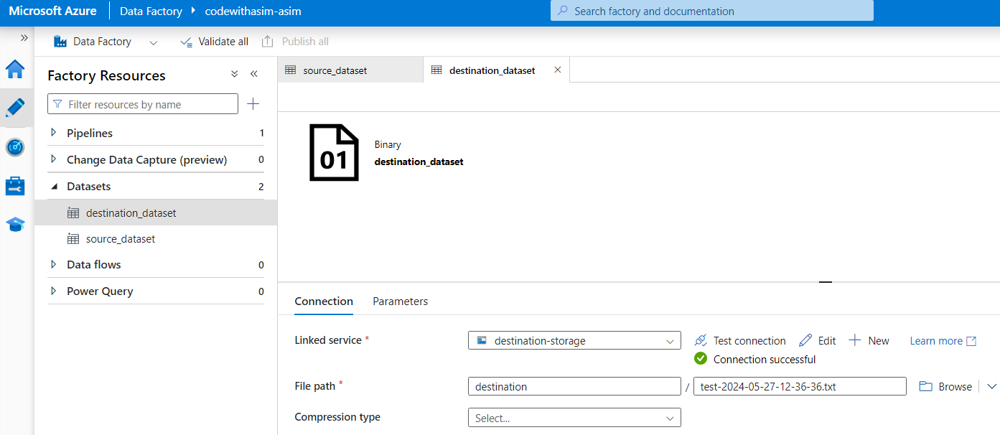 Microsoft Azure
Data Factory
codewithasim-asim
Search factory and documentation
Data Factory
Validate all
Publish all
Factory Resources
Filter resources by name
Pipelines 1
Change Data Capture (preview) 0
Datasets 2
destination_dataset
source_dataset
Data flows 0
Power Query 0
source_dataset
destination_dataset
01
Binary
destination_dataset
Connection
Parameters
Linked service *
destination-storage
Test connection
Edit
New
Learn more
Connection successful
File path *
destination
/
test-2024-05-27-12-36-36.txt
Browse
Compression type
Select...